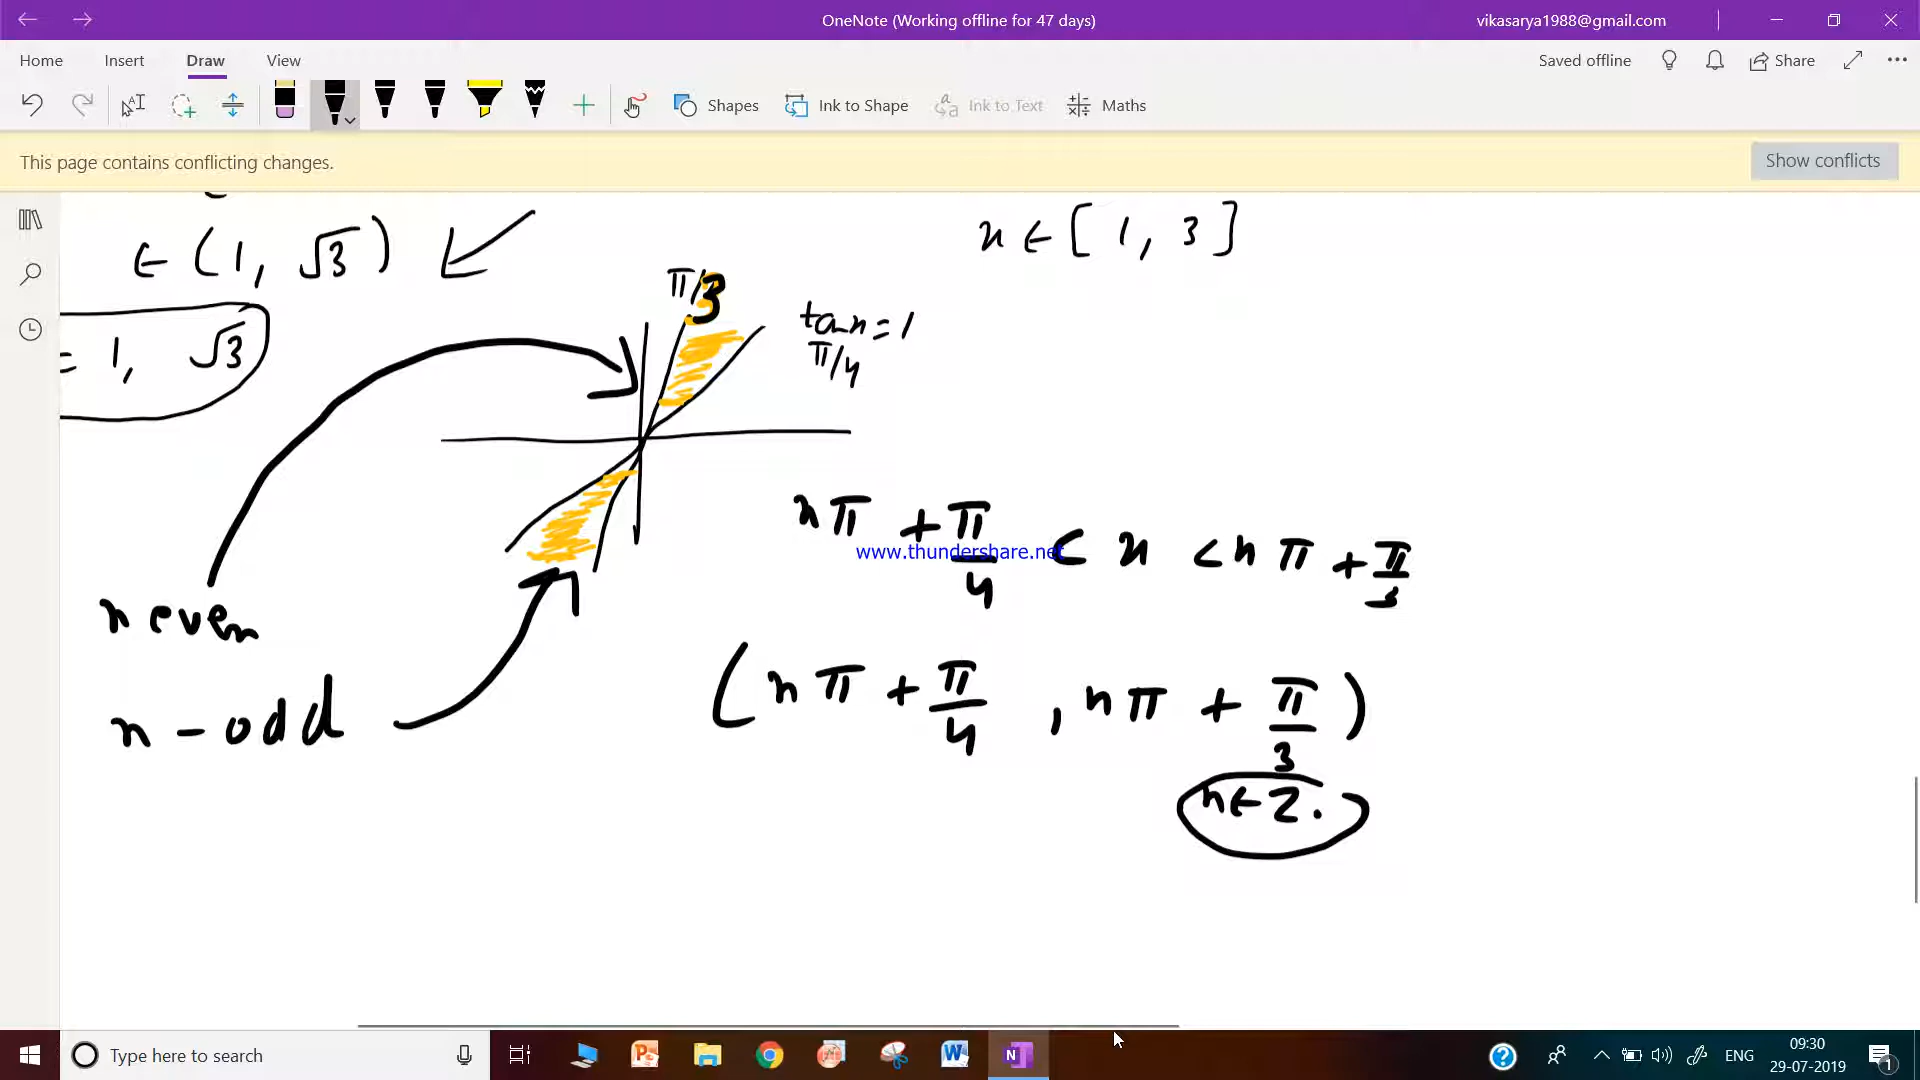 OneNote (Working offline for 47 days)
vikasarya1988@gmail.com
Home Insert Draw View
Saved offline
Share
Shapes
Ink to Shape
Ink to Text
Maths
This page contains conflicting changes.
Show conflicts
∈ (1, √3)
x ∈ [1, 3]
π/3
tan x = 1
π/4
= 1, √3
nπ + π/4 < x < nπ + π/3
www.thundershare.net
n even
(nπ + π/4, nπ + π/3)
n - odd
n ∈ Z.
Type here to search
ENG
09:30
29-07-2019
1